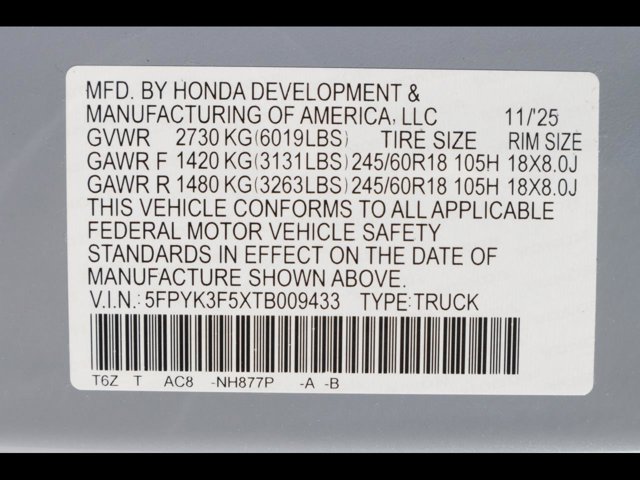 MFD. BY HONDA DEVELOPMENT &
MANUFACTURING OF AMERICA, LLC 11/'25
GVWR 2730 KG(6019LBS) TIRE SIZE RIM SIZE
GAWR F 1420 KG(3131LBS) 245/60R18 105H 18X8.0J
GAWR R 1480 KG(3263LBS) 245/60R18 105H 18X8.0J
THIS VEHICLE CONFORMS TO ALL APPLICABLE
FEDERAL MOTOR VEHICLE SAFETY
STANDARDS IN EFFECT ON THE DATE OF
MANUFACTURE SHOWN ABOVE.
V.I.N.: 5FPYK3F5XTB009433 TYPE:TRUCK
T6Z T AC8 -NH877P -A -B